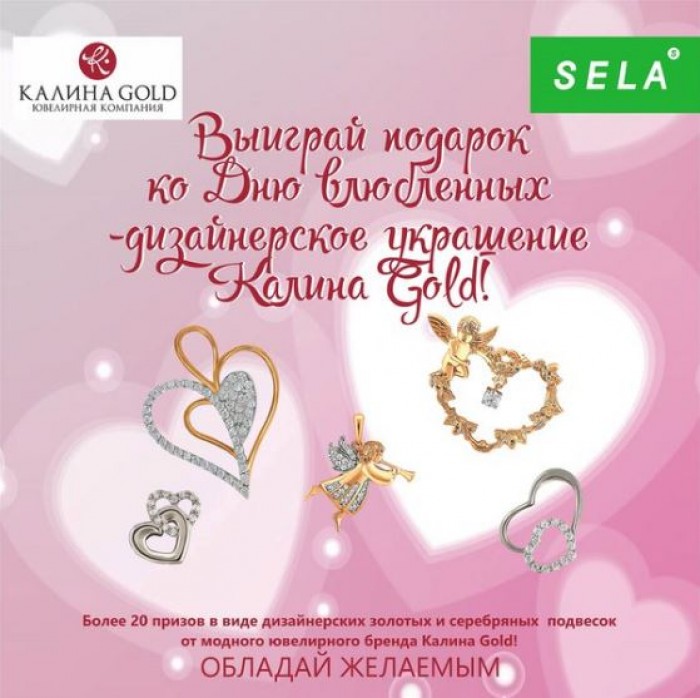 КАЛИНА GOLD
ЮВЕЛИРНАЯ КОМПАНИЯ
SELA
S
Выиграй подарок
ко Дню влюбленных
-дизайнерское украшение
Калина Gold!
Более 20 призов в виде дизайнерских золотых и серебряных подвесок
от модного ювелирного бренда Калина Gold!
ОБЛАДАЙ ЖЕЛАЕМЫМ